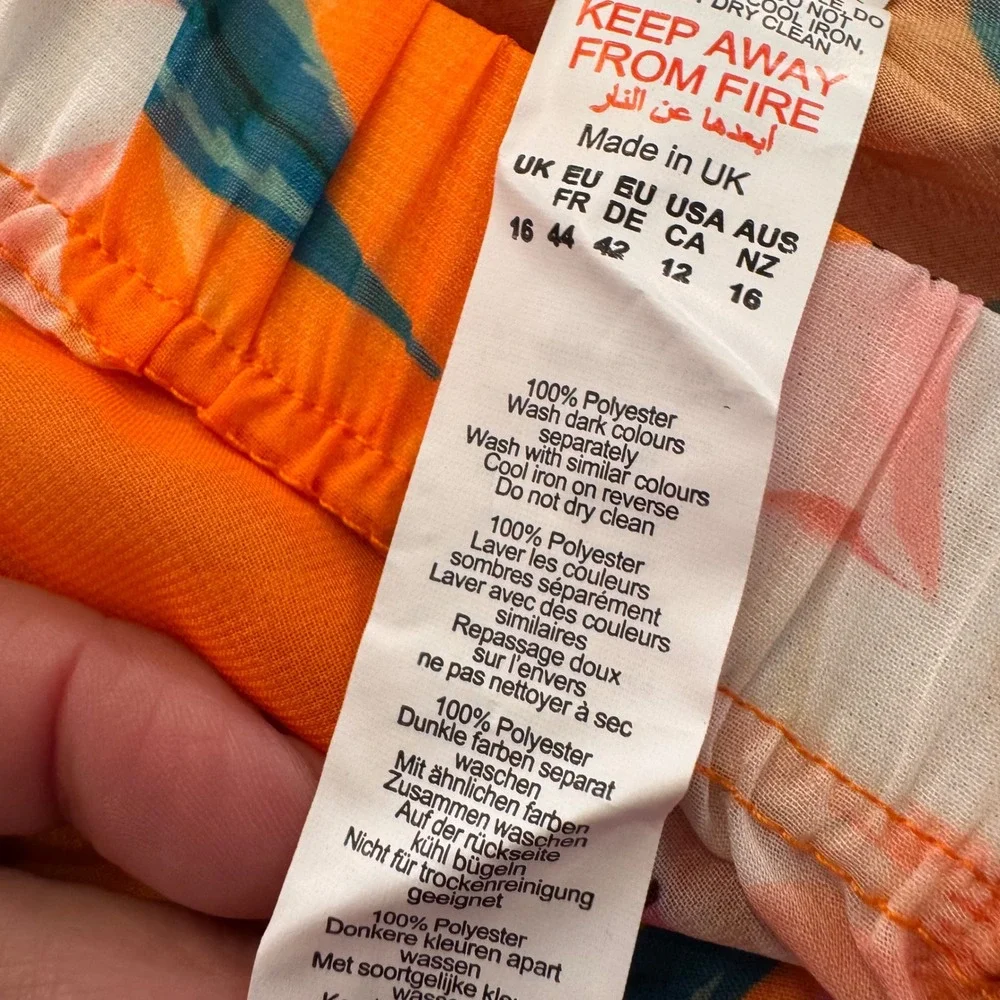 DO NOT
COOL IRON,
DRY CLEAN
KEEP AWAY
FROM FIRE
ابعدها عن النار
Made in UK
UK EU EU USA AUS
FR DE CA NZ
16 44 42 12 16
100% Polyester
Wash dark colours
separately
Wash with similar colours
Cool iron on reverse
Do not dry clean
100% Polyester
Laver les couleurs
sombres séparément
Laver avec des couleurs
similaires
Repassage doux
sur l'envers
ne pas nettoyer à sec
100% Polyester
Dunkle farben separat
waschen
Mit ähnlichen farben
Zusammen waschen
Auf der rückseite
kühl bügeln
Nicht für trockenreinigung
geeignet
100% Polyester
Donkere kleuren apart
wassen
Met soortgelijke